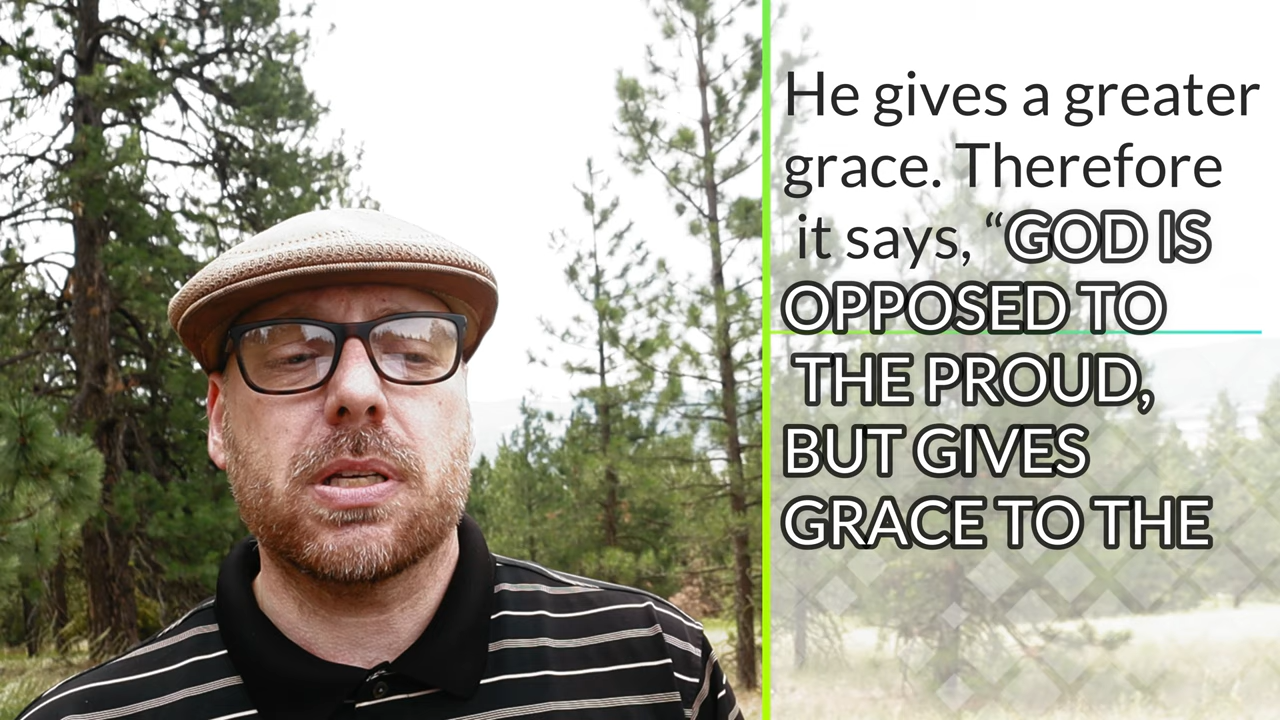 He gives a greater
grace. Therefore
it says, “GOD IS
OPPOSED TO
THE PROUD,
BUT GIVES
GRACE TO THE